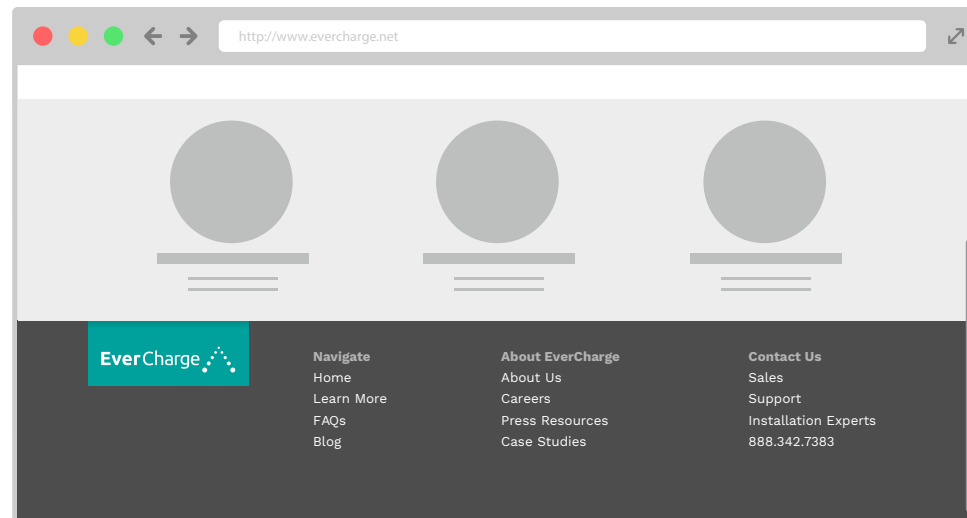 http://www.evercharge.net
EverCharge
Navigate
Home
Learn More
FAQs
Blog
About EverCharge
About Us
Careers
Press Resources
Case Studies
Contact Us
Sales
Support
Installation Experts
888.342.7383